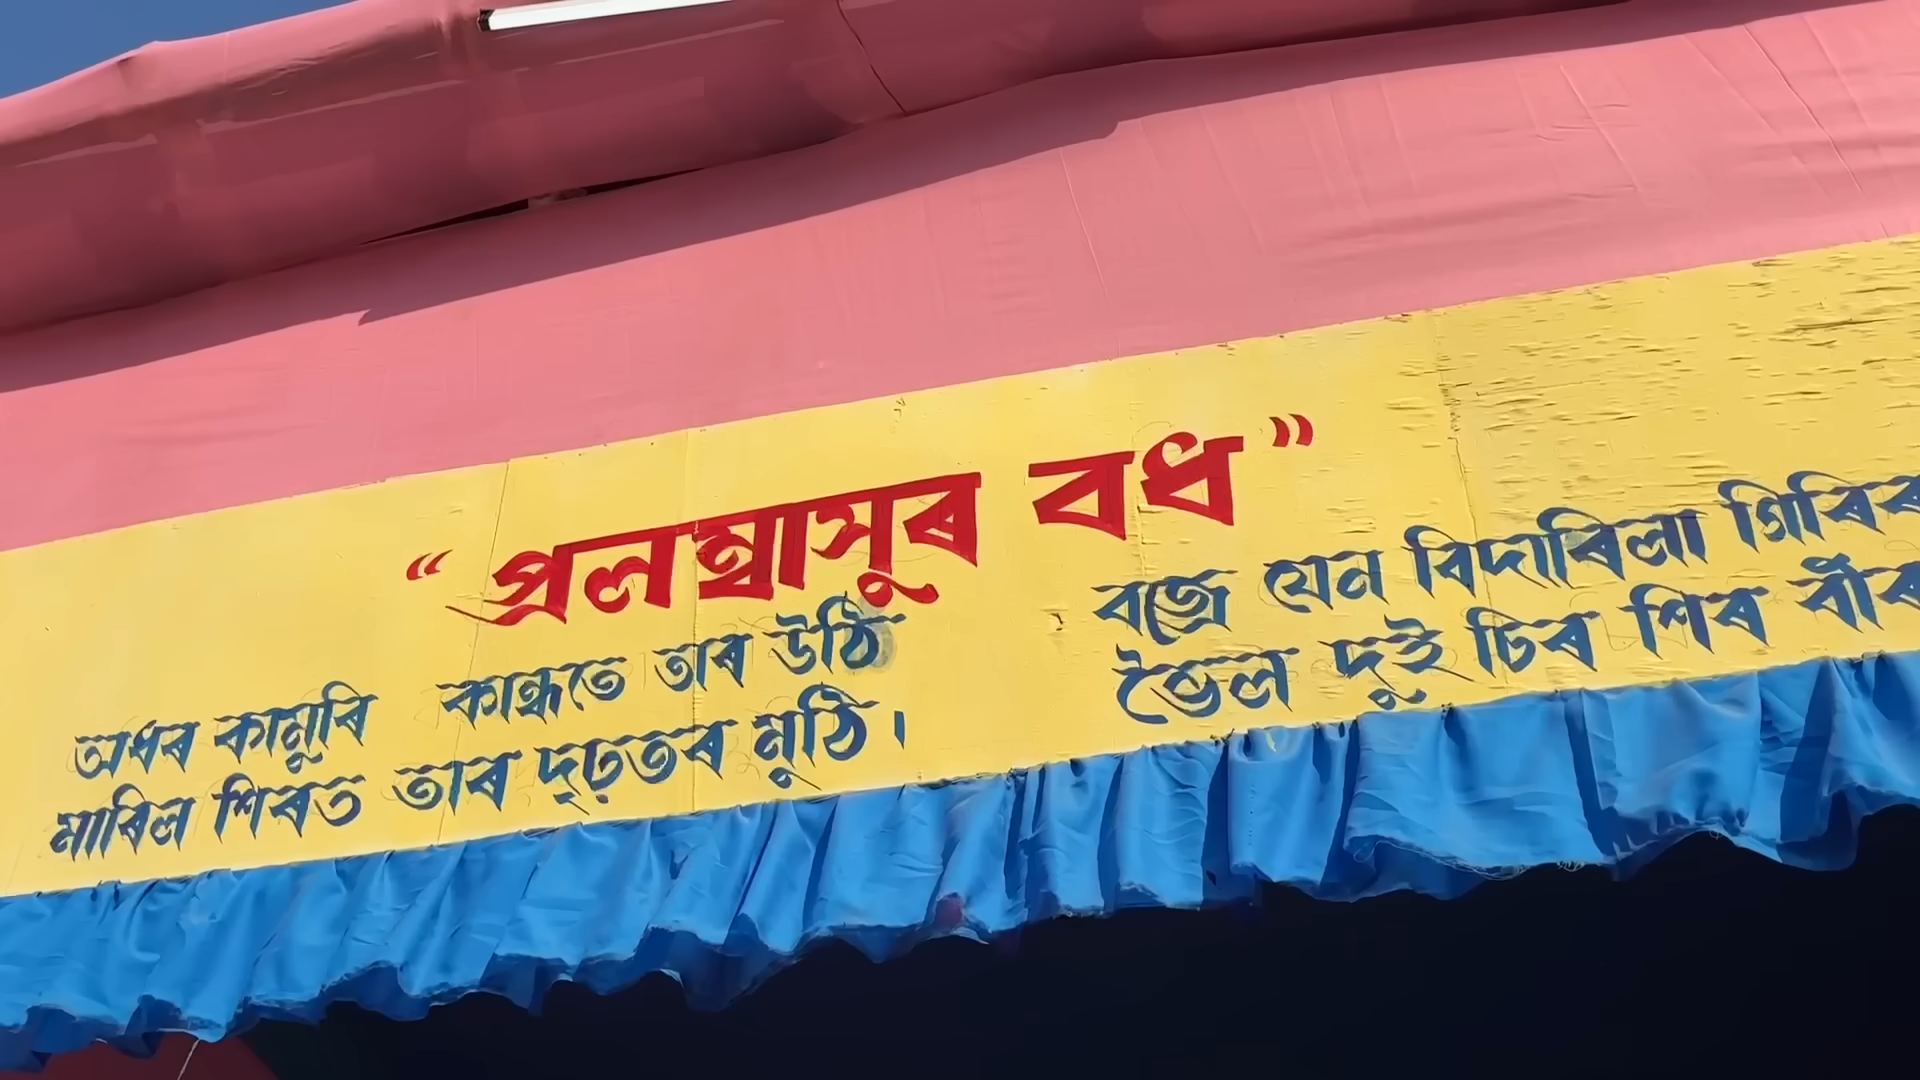 “ প্ৰলম্বাসুৰ বধ ”
অধৰ কামুৰি কান্ধতে তাৰ উঠি
মাৰিল শিৰত তাৰ দৃঢ়তৰ মুঠি।
বজ্ৰে যেন বিদাৰিলা
ভৈল দুই চিৰ শিৰ